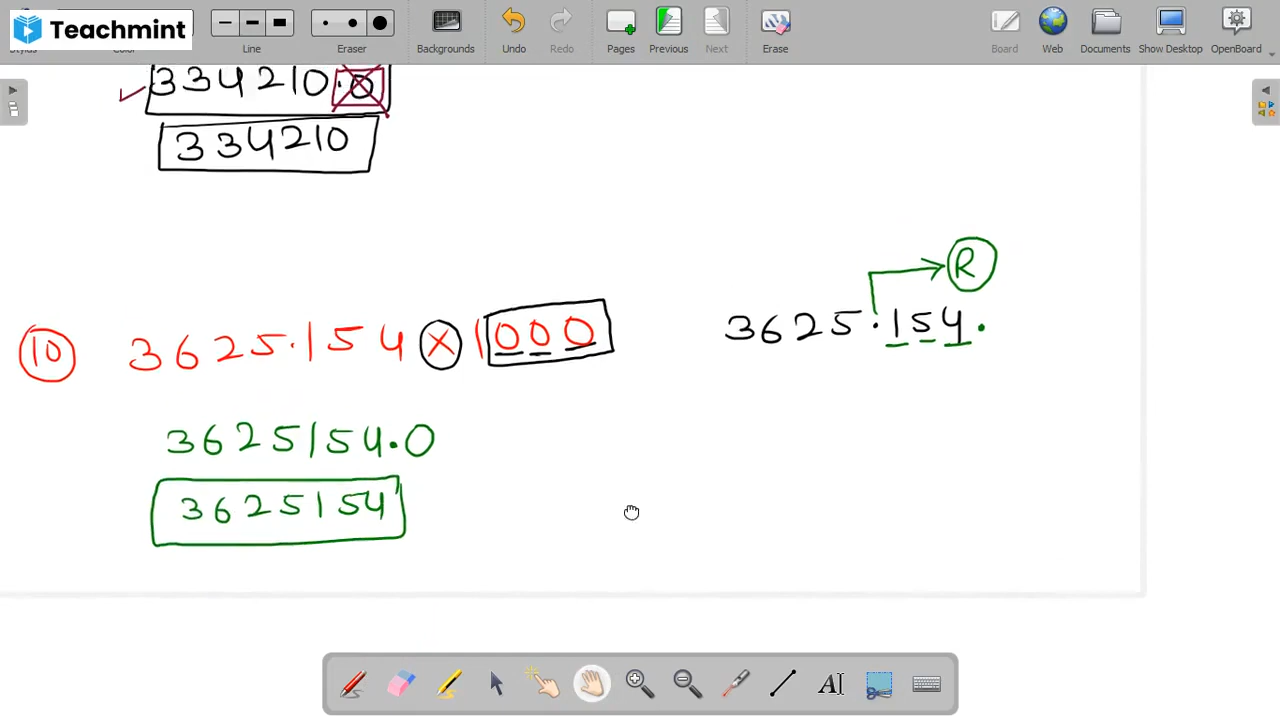 Teachmint
Line
Eraser
Backgrounds
Undo
Redo
Pages
Previous
Next
Erase
Board
Web
Documents
Show Desktop
OpenBoard
334210.0
334210
R
10 3625.154 × 1000
3625.154.
3625154.0
3625154